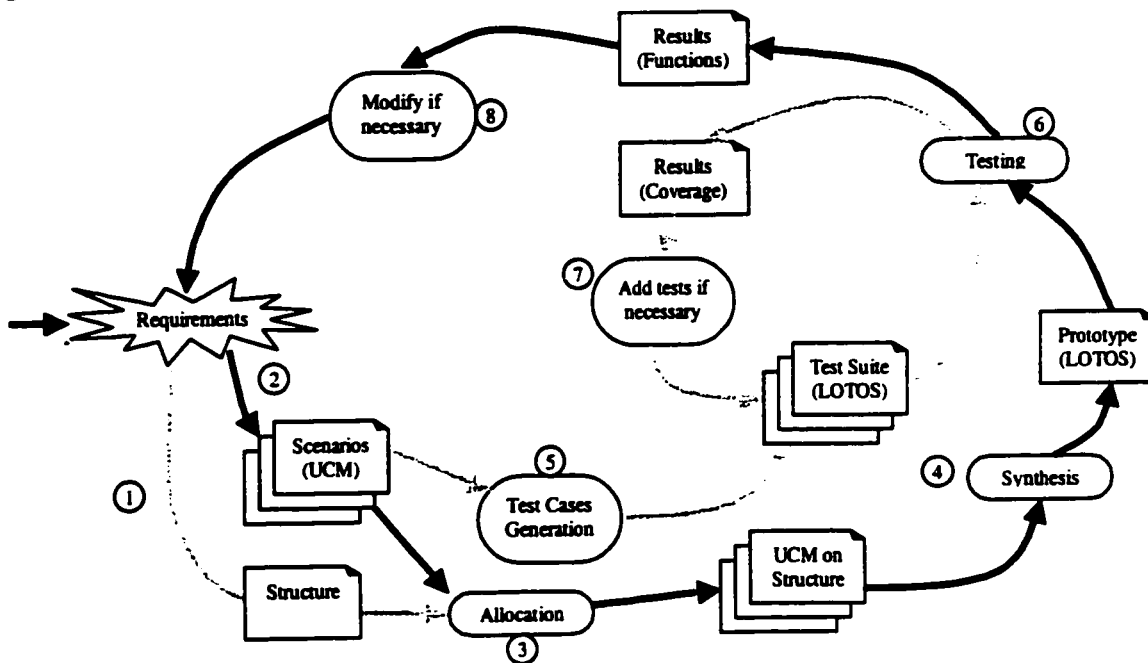 Results
(Functions)
Modify if
necessary
8
6
Testing
Results
(Coverage)
7
Add tests if
necessary
Requirements
Prototype
(LOTOS)
2
Test Suite
(LOTOS)
Scenarios
(UCM)
5
4
Synthesis
1
Test Cases
Generation
UCM on
Structure
Structure
Allocation
3